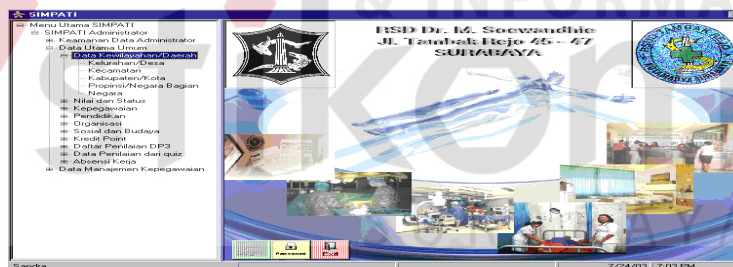 SIMPATI
Menu Utama SIMPATI
SIMPATI Administrator
Keamanan Data Administrator
Data Utama Umum
Data Kewilayahan/Daerah
Kelurahan/Desa
Kecamatan
Kabupaten/Kota
Propinsi/Negara Bagian
Negara
Nilai dan Status
Kepegawaian
Pendidikan
Organisasi
Sosial dan Budaya
Kredit Point
Daftar Penilaian DP3
Data Penilaian dari quiz
Absensi Kerja
Data Manajemen Kepegawaian
RSD Dr. M. Soewandhie
Jl. Tambak Rejo 45 - 47
SURABAYA
Password
Sandra
7/24/03 7:03 PM